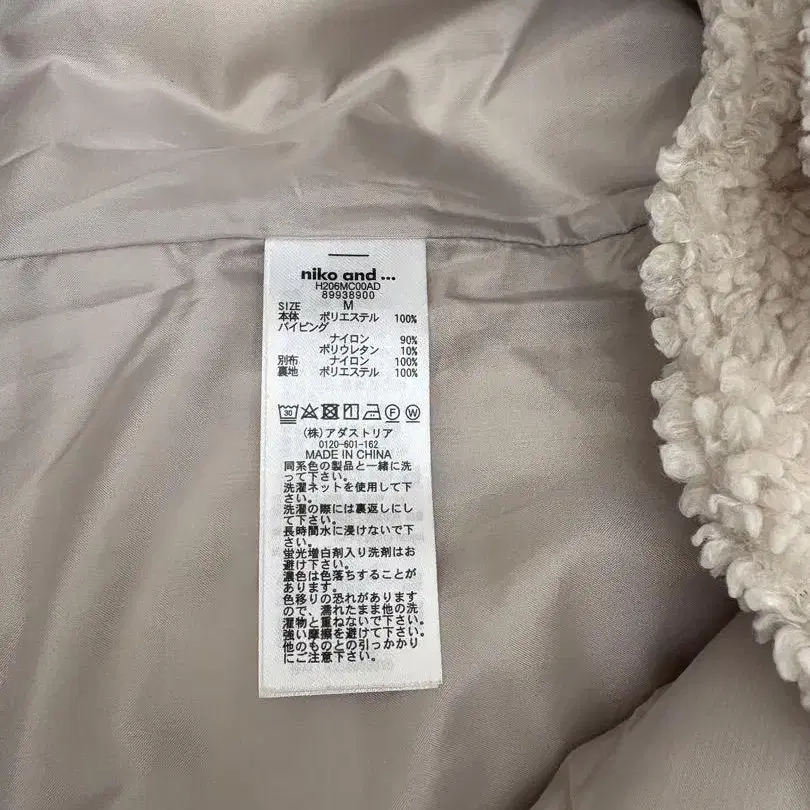 niko and ...
H206MC00AD
89938900
SIZE M
本体 ポリエステル 100%
パイピング
ナイロン 90%
ポリウレタン 10%
別布 ナイロン 100%
裏地 ポリエステル 100%
30 F W
(株)アダストリア
0120-601-162
MADE IN CHINA
同系色の製品と一緒に洗
って下さい。
洗濯ネットを使用して下
さい。
洗濯の際には裏返しにし
て下さい。
長時間水に浸けないで下
さい。
蛍光増白剤入り洗剤はお
避け下さい。
濃色は色落ちすることが
あります。
色移りの恐れがあります
ので、濡れたまま他の洗
濯物と重ねないで下さい。
強い摩擦を避けて下さい。
他のものとの引っかかり
にご注意下さい。